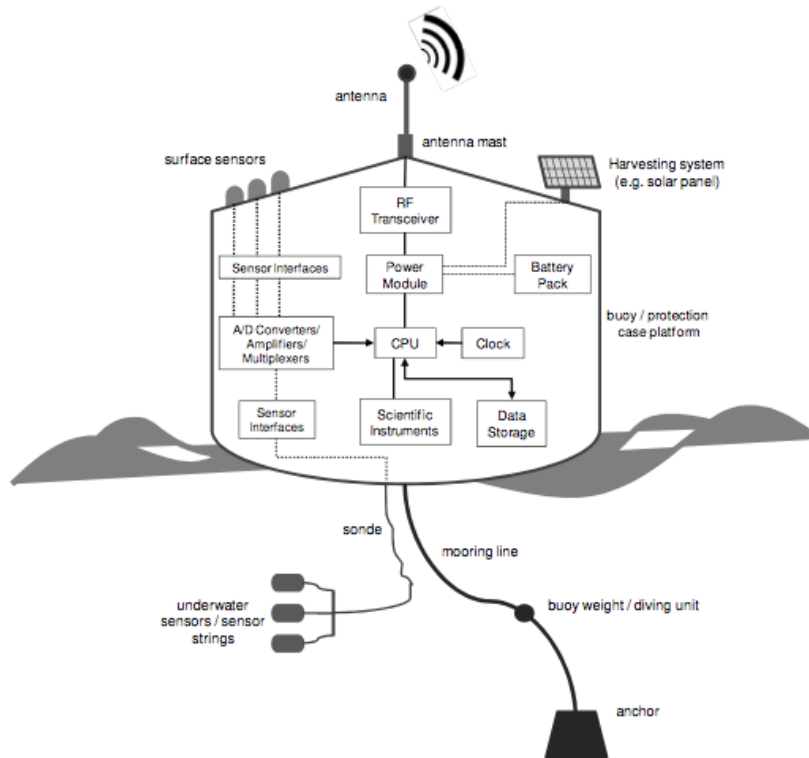 antenna
antenna mast
surface sensors
Harvesting system
(e.g. solar panel)
RF
Transceiver
Sensor Interfaces
Power
Module
Battery
Pack
buoy / protection
case platform
A/D Converters/
Amplifiers/
Multiplexers
CPU
Clock
Sensor
Interfaces
Scientific
Instruments
Data
Storage
sonde
mooring line
underwater
sensors / sensor
strings
buoy weight / diving unit
anchor